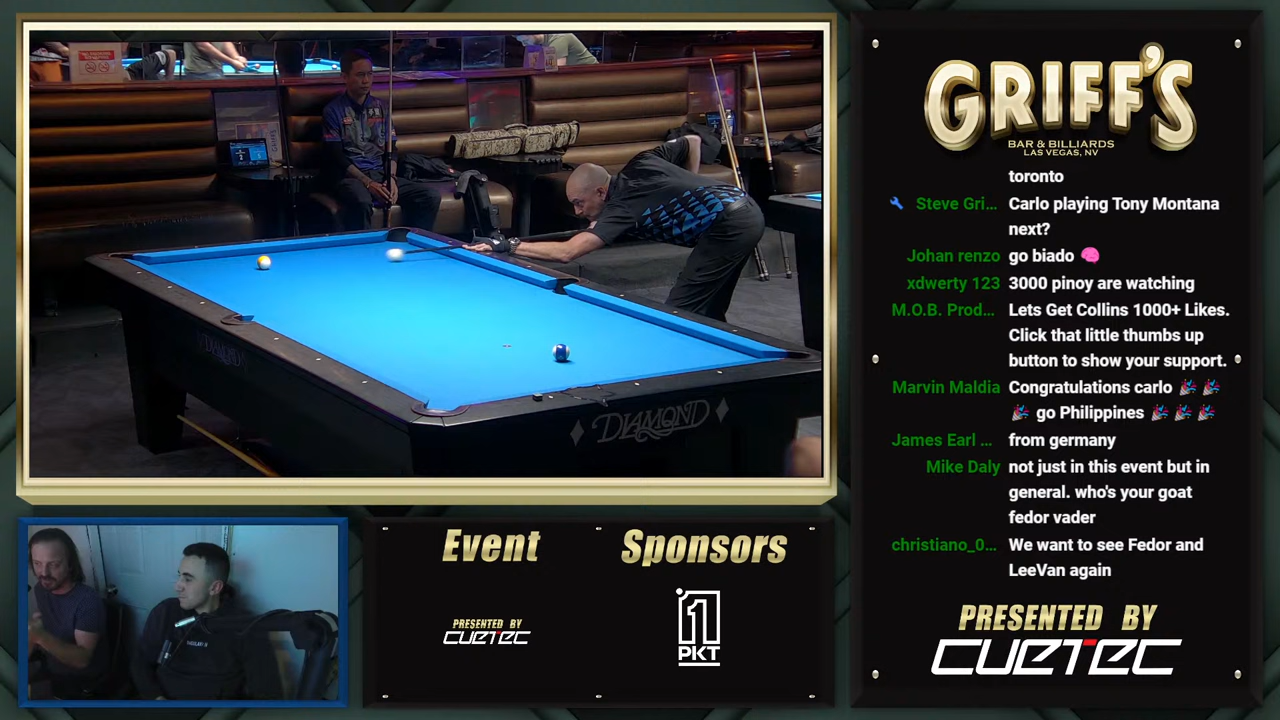 GRIFF'S
BAR & BILLIARDS
LAS VEGAS, NV
toronto
Steve Gri... Carlo playing Tony Montana
next?
Johan renzo go biado 🧠
xdwerty 123 3000 pinoy are watching
M.O.B. Prod... Lets Get Collins 1000+ Likes.
Click that little thumbs up
button to show your support.
Marvin Maldia Congratulations carlo 🎉 🎉
🎉 go Philippines 🎉 🎉 🎉
James Earl ... from germany
Mike Daly not just in this event but in
general. who's your goat
fedor vader
christiano_0... We want to see Fedor and
LeeVan again
PRESENTED BY
CUETEC
DIAMOND
Event Sponsors
PRESENTED BY
CUETEC
1
PKT